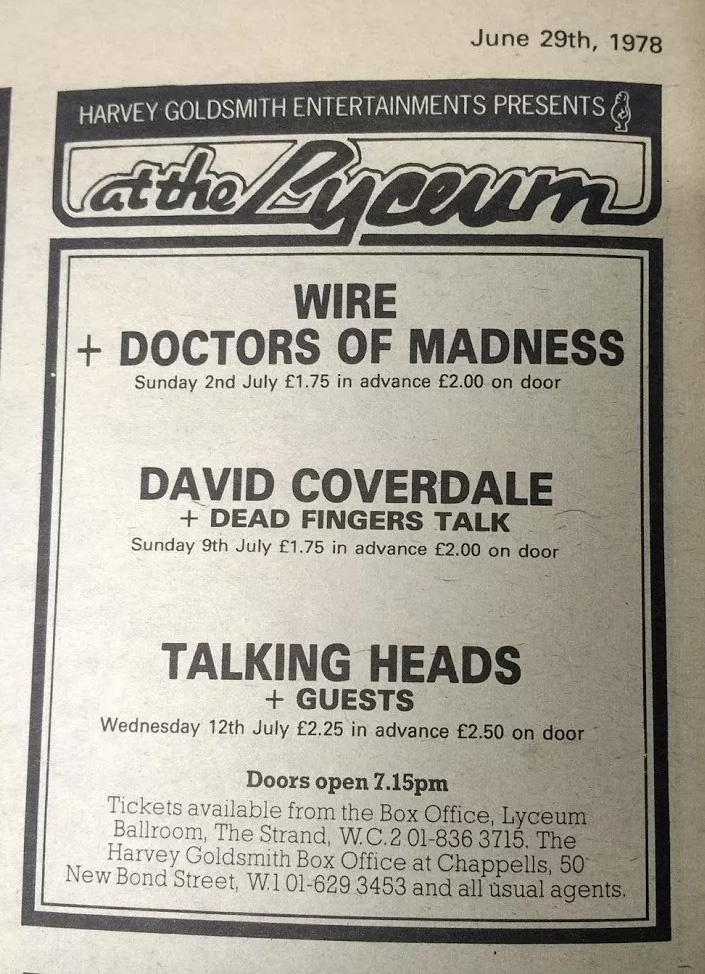 June 29th, 1978
HARVEY GOLDSMITH ENTERTAINMENTS PRESENTS
at the Lyceum
WIRE
+ DOCTORS OF MADNESS
Sunday 2nd July £1.75 in advance £2.00 on door
DAVID COVERDALE
+ DEAD FINGERS TALK
Sunday 9th July £1.75 in advance £2.00 on door
TALKING HEADS
+ GUESTS
Wednesday 12th July £2.25 in advance £2.50 on door
Doors open 7.15pm
Tickets available from the Box Office, Lyceum
Ballroom, The Strand, W.C.2 01-836 3715. The
Harvey Goldsmith Box Office at Chappells, 50
New Bond Street, W.1 01-629 3453 and all usual agents.